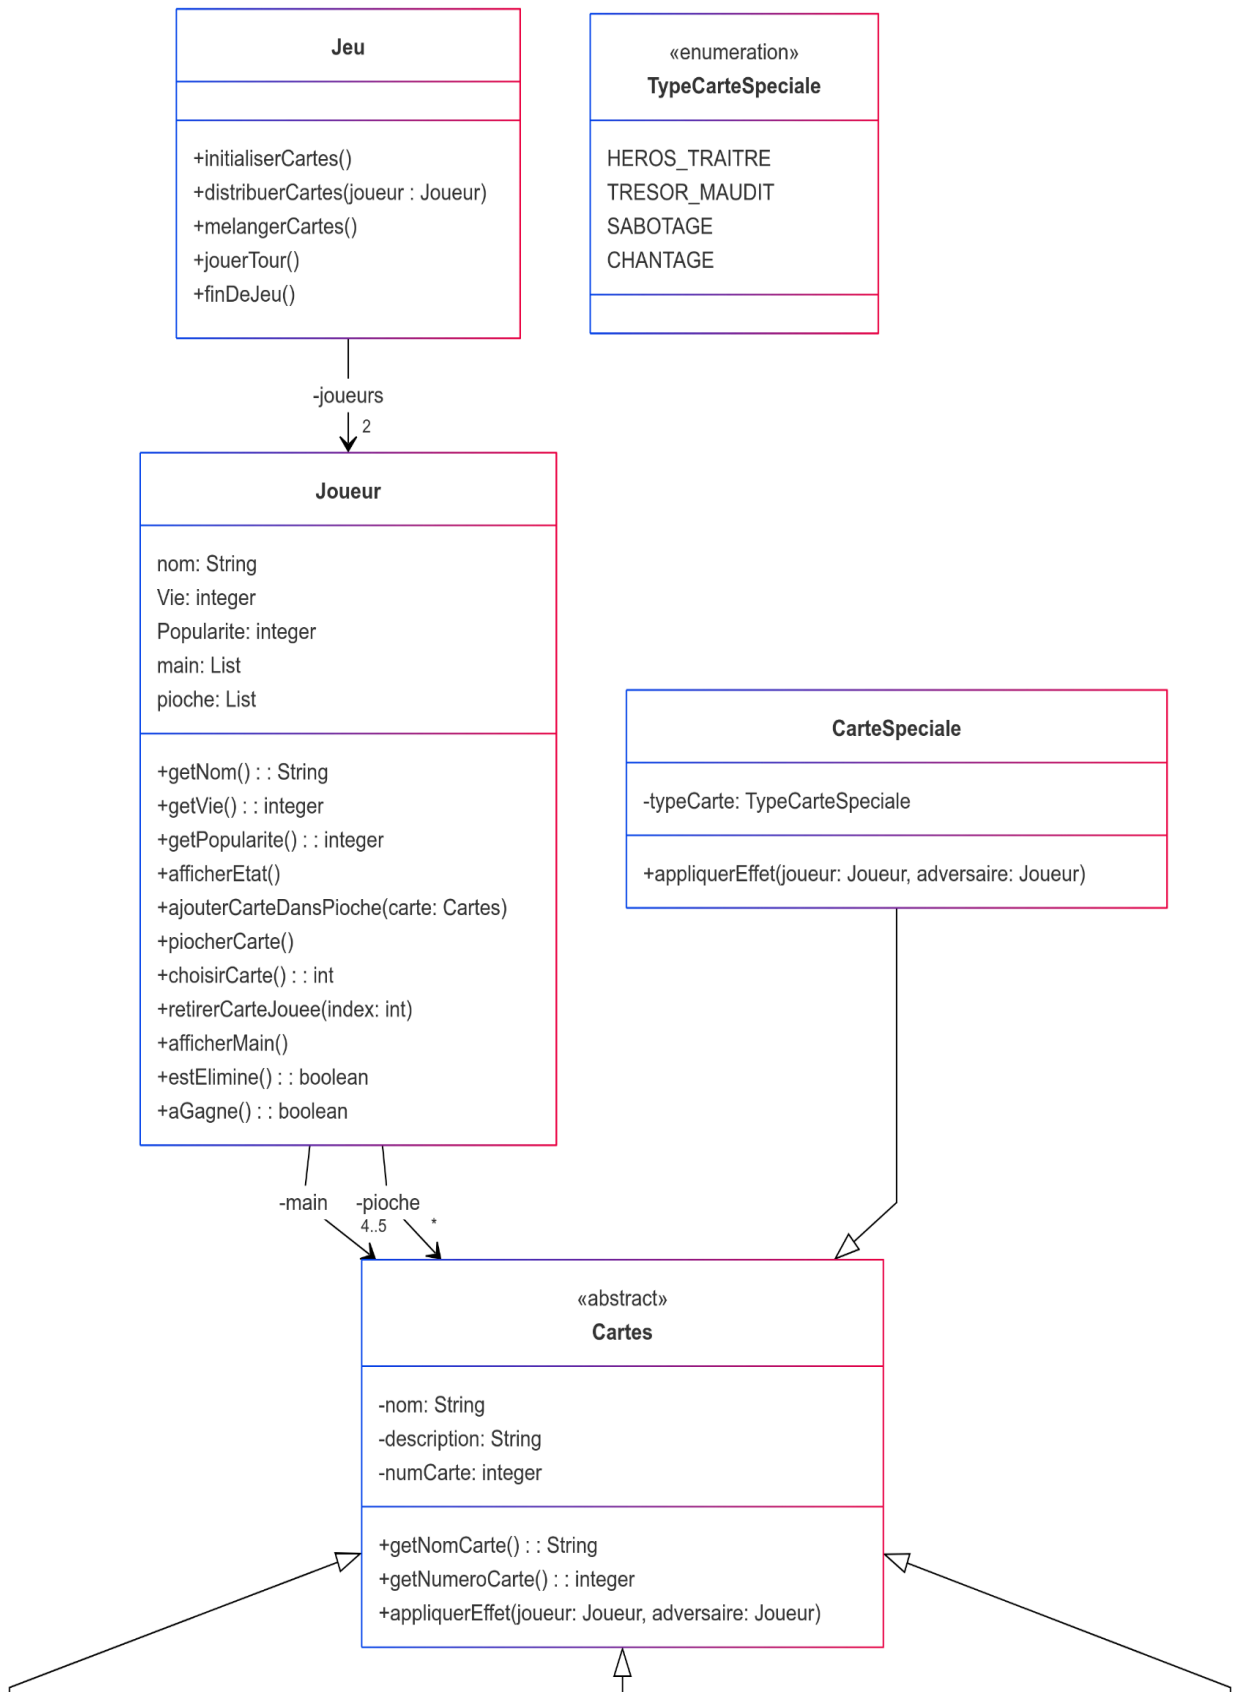 Jeu
+initialiserCartes()
+distribuerCartes(joueur : Joueur)
+melangerCartes()
+jouerTour()
+finDeJeu()
«enumeration»
TypeCarteSpeciale
HEROS_TRAITRE
TRESOR_MAUDIT
SABOTAGE
CHANTAGE
-joueurs
2
Joueur
nom: String
Vie: integer
Popularite: integer
main: List
pioche: List
+getNom() : : String
+getVie() : : integer
+getPopularite() : : integer
+afficherEtat()
+ajouterCarteDansPioche(carte: Cartes)
+piocherCarte()
+choisirCarte() : : int
+retirerCarteJouee(index: int)
+afficherMain()
+estElimine() : : boolean
+aGagne() : : boolean
CarteSpeciale
-typeCarte: TypeCarteSpeciale
+appliquerEffet(joueur: Joueur, adversaire: Joueur)
-main
4..5
-pioche
*
«abstract»
Cartes
-nom: String
-description: String
-numCarte: integer
+getNomCarte() : : String
+getNumeroCarte() : : integer
+appliquerEffet(joueur: Joueur, adversaire: Joueur)